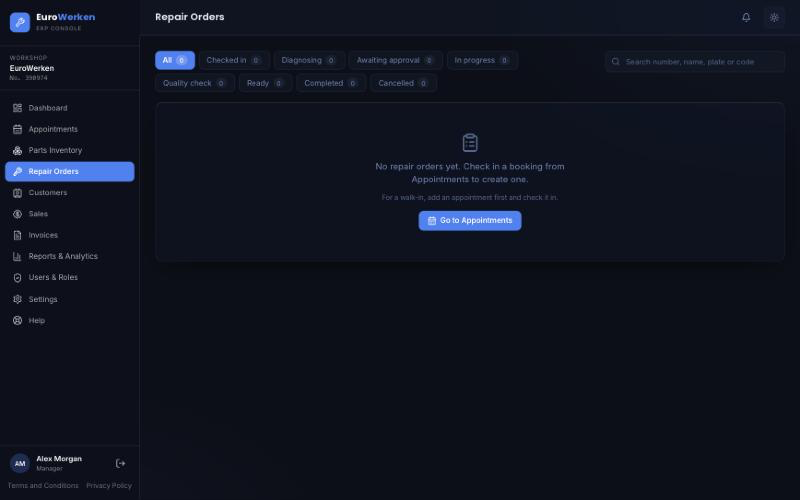 EuroWerken
ERP CONSOLE
WORKSHOP
EuroWerken
No. 390974
Dashboard
Appointments
Parts Inventory
Repair Orders
Customers
Sales
Invoices
Reports & Analytics
Users & Roles
Settings
Help
AM
Alex Morgan
Manager
Terms and Conditions
Privacy Policy
Repair Orders
All 0
Checked in 0
Diagnosing 0
Awaiting approval 0
In progress 0
Quality check 0
Ready 0
Completed 0
Cancelled 0
Search number, name, plate or code
No repair orders yet. Check in a booking from
Appointments to create one.
For a walk-in, add an appointment first and check it in.
Go to Appointments